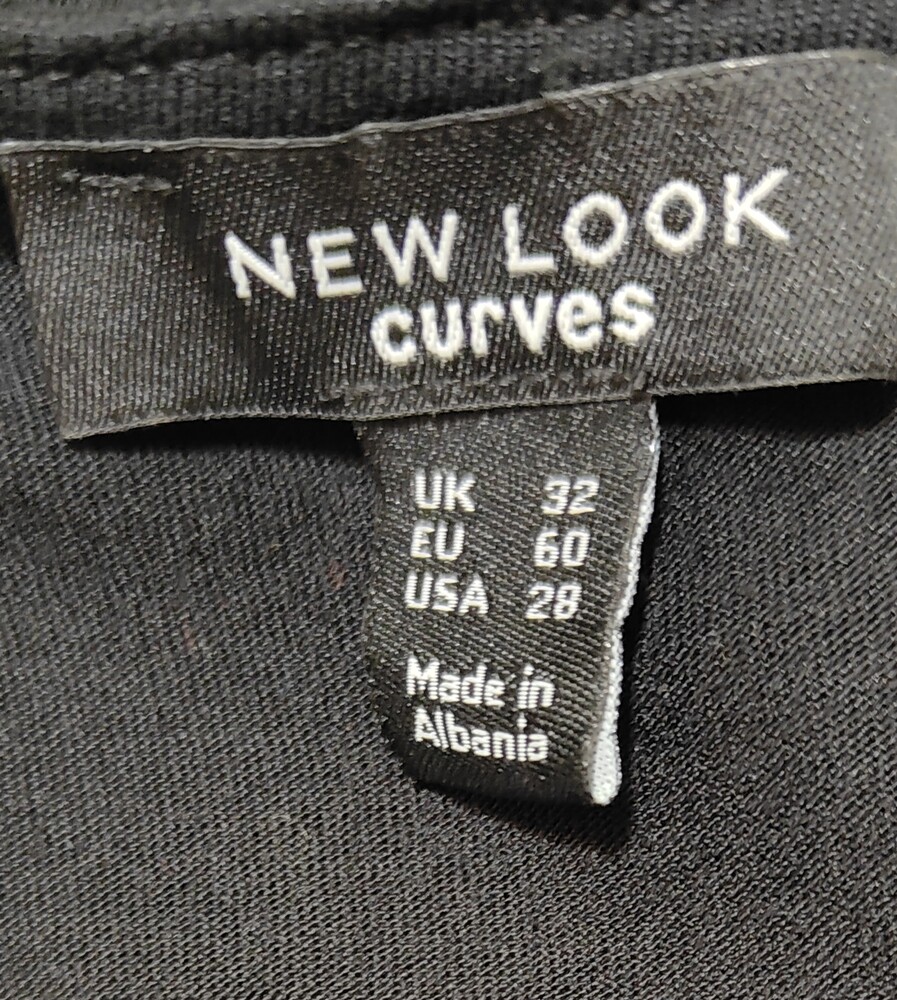 NEW LOOK
curves
UK 32
EU 60
USA 28
Made in
Albania